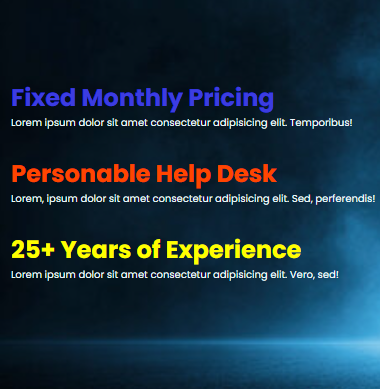 Fixed Monthly Pricing
Lorem ipsum dolor sit amet consectetur adipisicing elit. Temporibus!
Personable Help Desk
Lorem, ipsum dolor sit amet consectetur adipisicing elit. Sed, perferendis!
25+ Years of Experience
Lorem ipsum dolor sit amet consectetur adipisicing elit. Vero, sed!